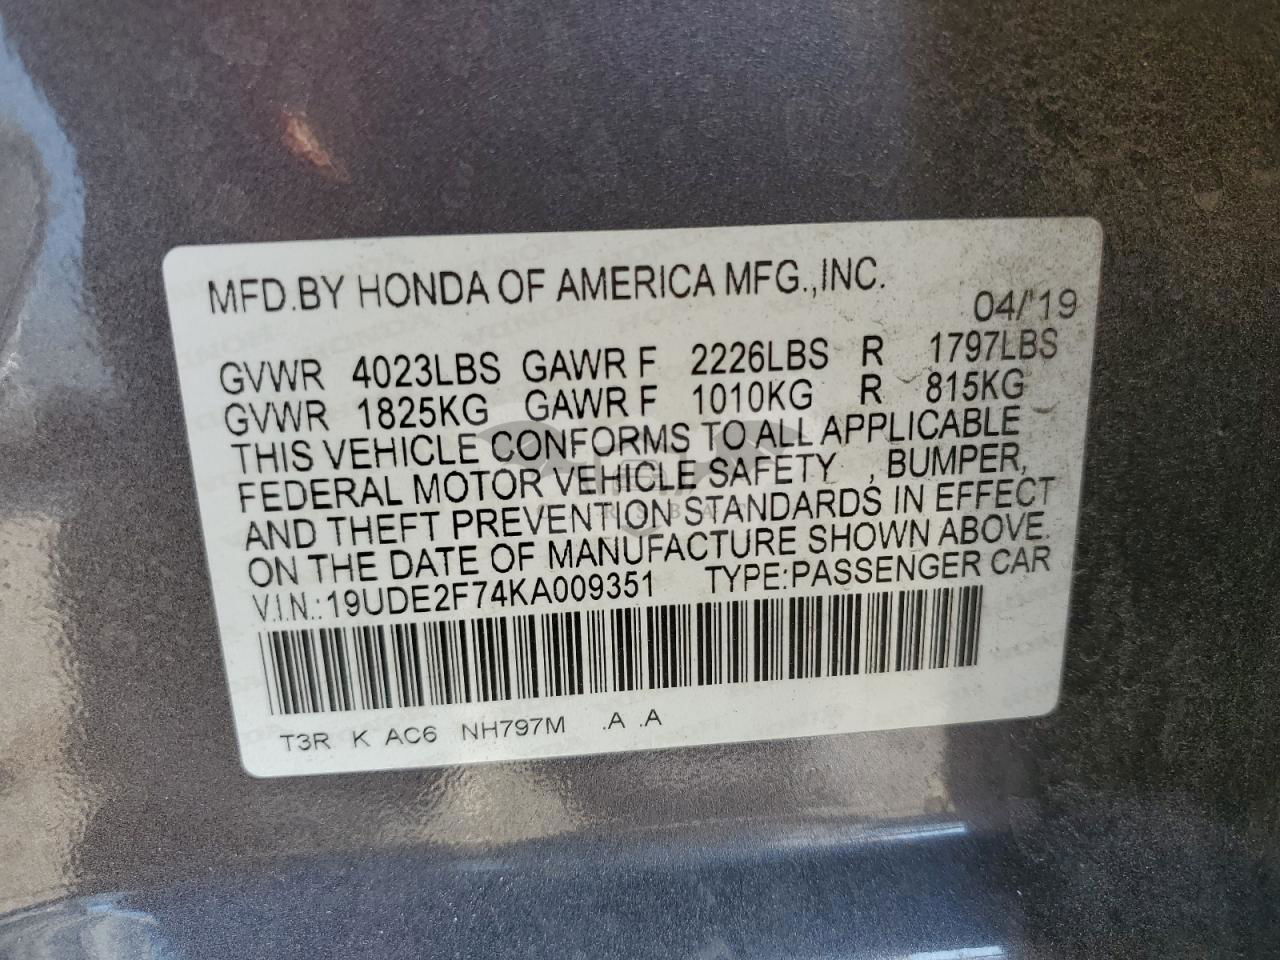 MFD.BY HONDA OF AMERICA MFG.,INC.
04/'19
GVWR 4023LBS GAWR F 2226LBS R 1797LBS
GVWR 1825KG GAWR F 1010KG R 815KG
THIS VEHICLE CONFORMS TO ALL APPLICABLE
FEDERAL MOTOR VEHICLE SAFETY , BUMPER,
AND THEFT PREVENTION STANDARDS IN EFFECT
ON THE DATE OF MANUFACTURE SHOWN ABOVE.
V.I.N.:19UDE2F74KA009351 TYPE:PASSENGER CAR
T3R K AC6 NH797M .A .A